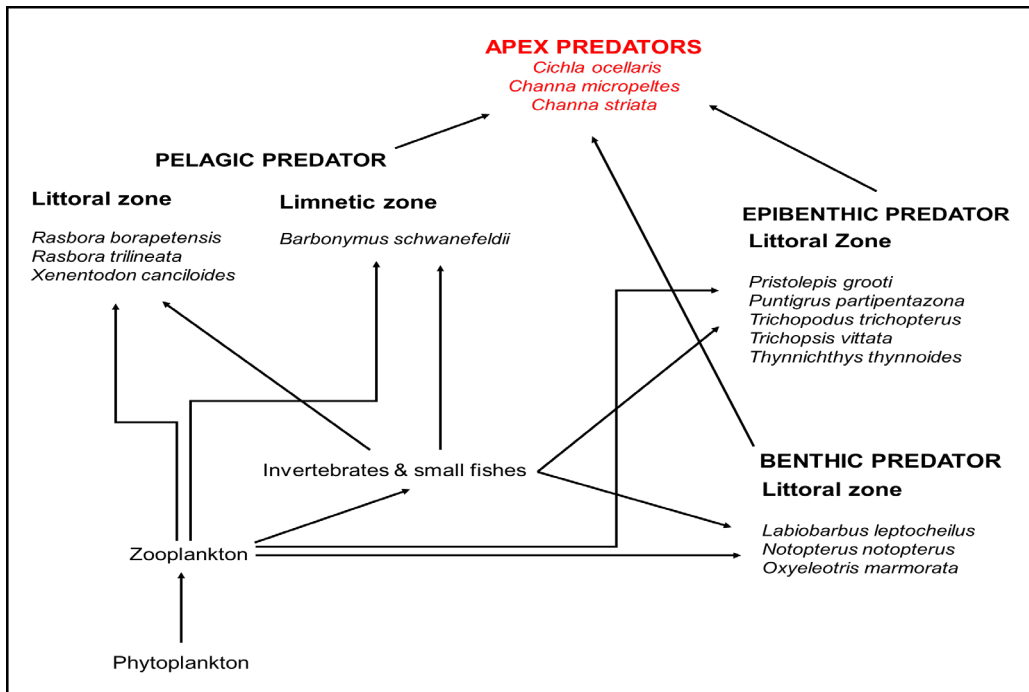 APEX PREDATORS
Cichla ocellaris
Channa micropeltes
Channa striata
PELAGIC PREDATOR
Littoral zone
Rasbora borapetensis
Rasbora trilineata
Xenentodon canciloides
Limnetic zone
Barbonymus schwanefeldii
EPIBENTHIC PREDATOR
Littoral Zone
Pristolepis grooti
Puntigrus partipentazona
Trichopodus trichopterus
Trichopsis vittata
Thynnichthys thynnoides
Invertebrates & small fishes
BENTHIC PREDATOR
Littoral zone
Labiobarbus leptocheilus
Notopterus notopterus
Oxyeleotris marmorata
Zooplankton
Phytoplankton